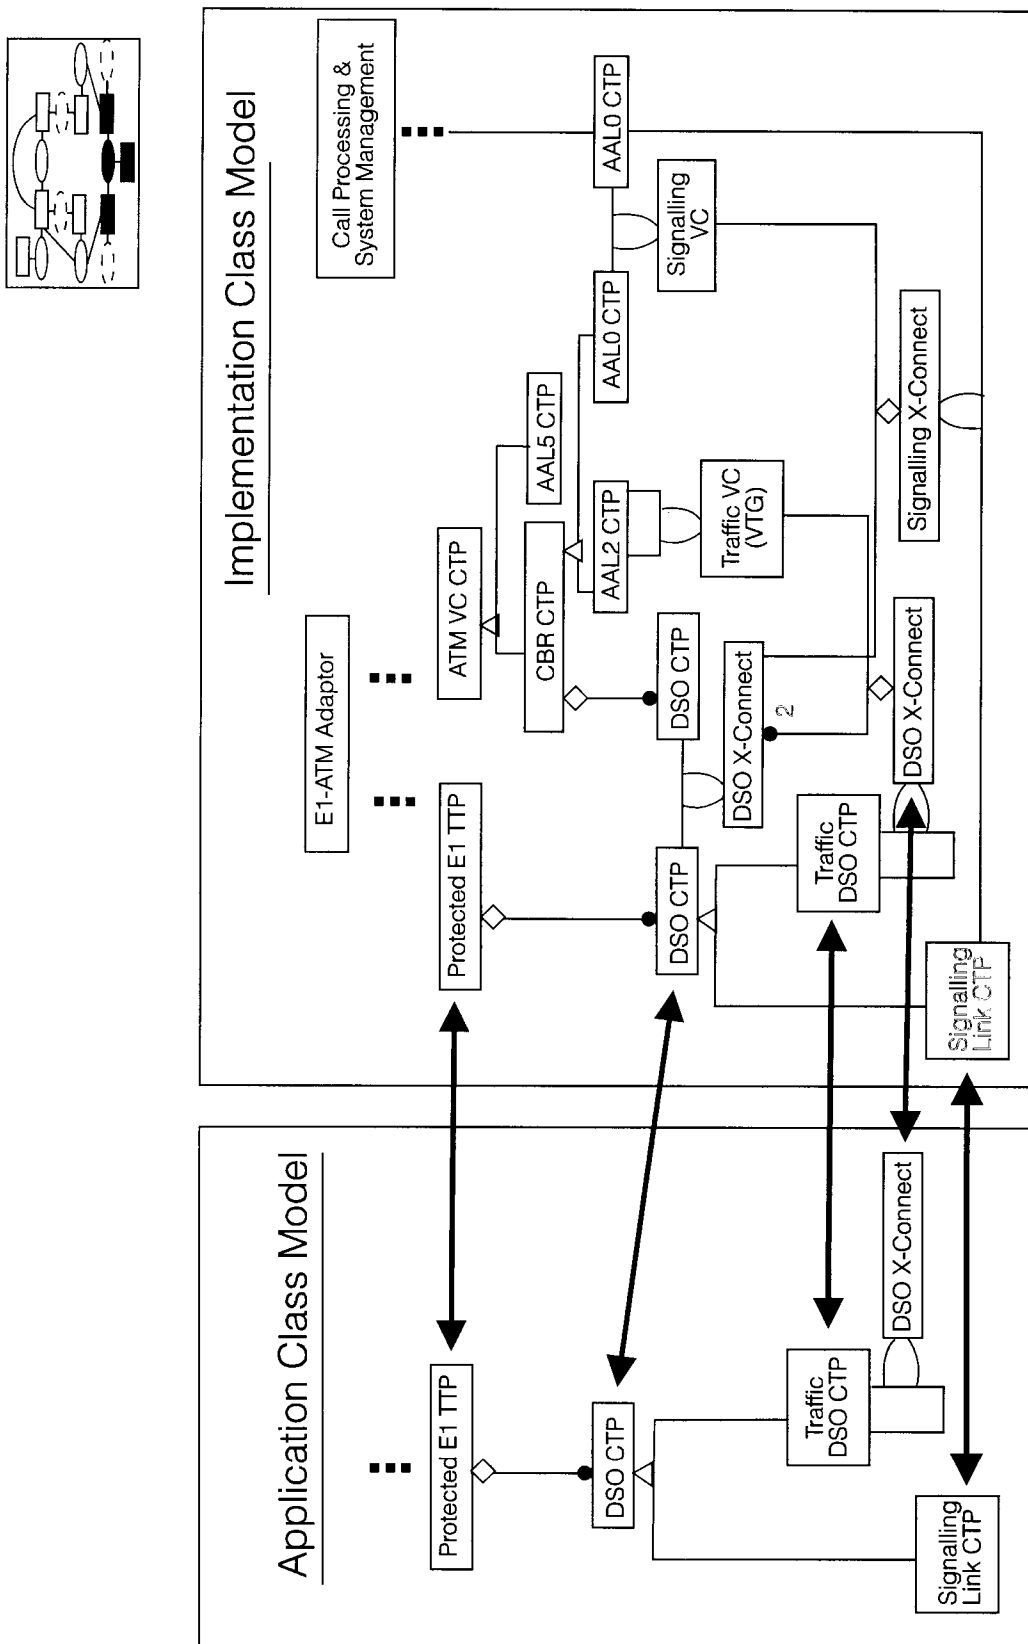 Application Class Model
Protected E1 TTP
DSO CTP
Traffic
DSO CTP
DSO X-Connect
Signalling
Link CTP
Implementation Class Model
E1-ATM Adaptor
Call Processing &
System Management
Protected E1 TTP
ATM VC CTP
CBR CTP
AAL5 CTP
DSO CTP
DSO CTP
AAL2 CTP
AAL0 CTP
AAL0 CTP
DSO X-Connect
2
Traffic VC
(VTG)
Signalling
VC
Traffic
DSO CTP
DSO X-Connect
Signalling X-Connect
Signalling
Link CTP